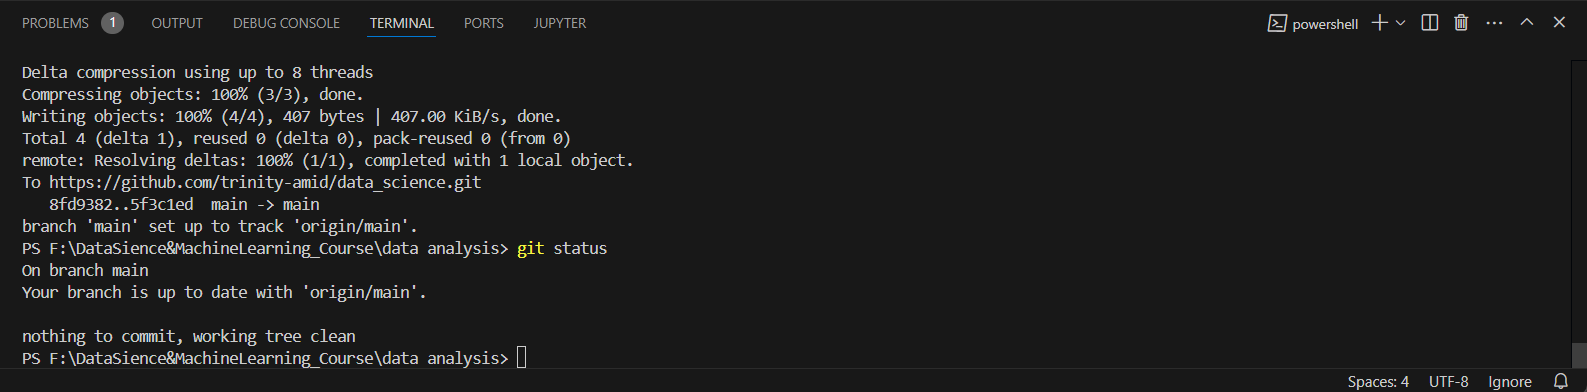 PROBLEMS 1 OUTPUT DEBUG CONSOLE TERMINAL PORTS JUPYTER powershell
Delta compression using up to 8 threads
Compressing objects: 100% (3/3), done.
Writing objects: 100% (4/4), 407 bytes | 407.00 KiB/s, done.
Total 4 (delta 1), reused 0 (delta 0), pack-reused 0 (from 0)
remote: Resolving deltas: 100% (1/1), completed with 1 local object.
To https://github.com/trinity-amid/data_science.git
   8fd9382..5f3c1ed  main -> main
branch 'main' set up to track 'origin/main'.
PS F:\DataSience&MachineLearning_Course\data analysis> git status
On branch main
Your branch is up to date with 'origin/main'.

nothing to commit, working tree clean
PS F:\DataSience&MachineLearning_Course\data analysis>
Spaces: 4 UTF-8 Ignore